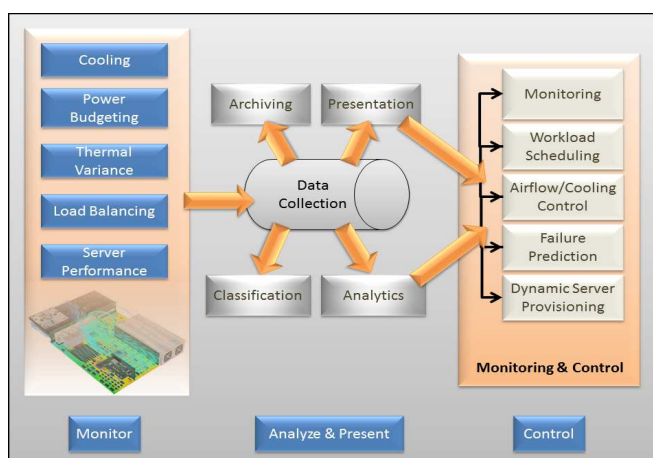 Cooling
Power
Budgeting
Thermal
Variance
Load Balancing
Server
Performance
Archiving
Presentation
Data
Collection
Classification
Analytics
Monitoring
Workload
Scheduling
Airflow/Cooling
Control
Failure
Prediction
Dynamic Server
Provisioning
Monitoring & Control
Monitor
Analyze & Present
Control